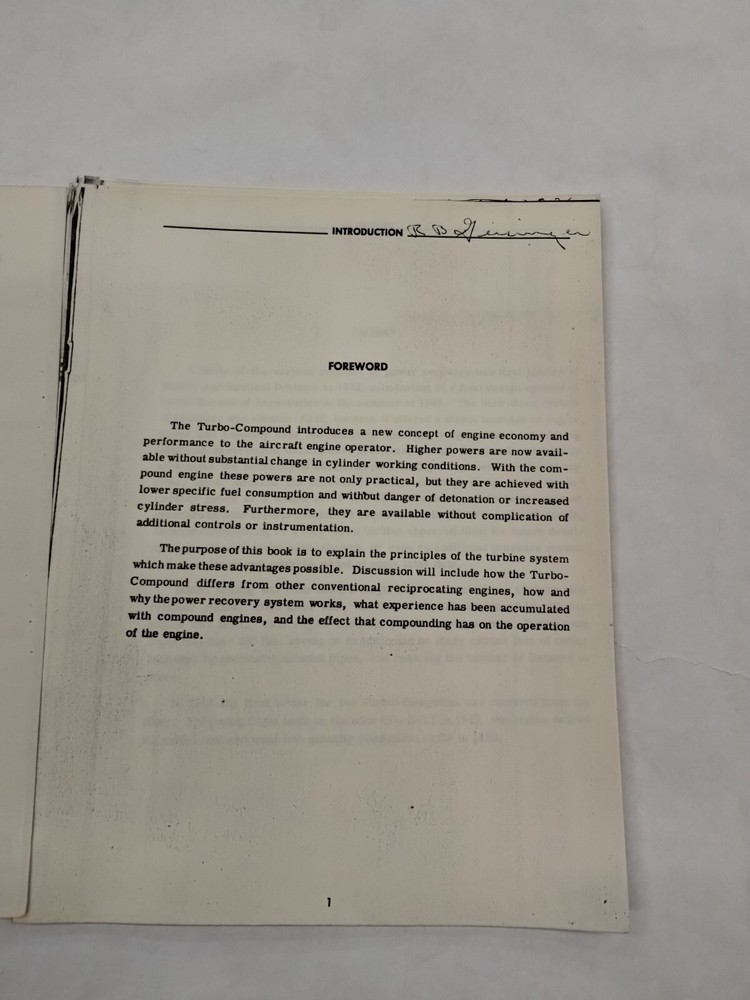 INTRODUCTION R B
FOREWORD
The Turbo-Compound introduces a new concept of engine economy and
performance to the aircraft engine operator. Higher powers are now avail-
able without substantial change in cylinder working conditions. With the com-
pound engine these powers are not only practical, but they are achieved with
lower specific fuel consumption and without danger of detonation or increased
cylinder stress. Furthermore, they are available without complication of
additional controls or instrumentation.
The purpose of this book is to explain the principles of the turbine system
which make these advantages possible. Discussion will include how the Turbo-
Compound differs from other conventional reciprocating engines, how and
why the power recovery system works, what experience has been accumulated
with compound engines, and the effect that compounding has on the operation
of the engine.
1